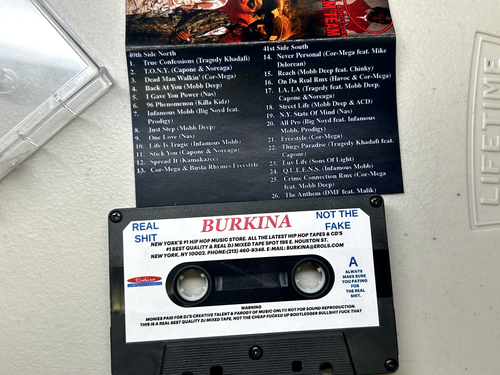 M TEAM
40th Side North
1. True Confessions (Tragedy Khadafi)
2. T.O.N.Y. (Capone & Noreaga)
3. Dead Man Walkin' (Cor-Mega)
4. Back At You (Mobb Deep)
5. I Gave You Power (Nas)
6. 96 Phenomenon (Killa Kidz)
7. Infamous Mobb (Big Noyd feat. Prodigy)
8. Just Step (Mobb Deep)
9. One Love (Nas)
10. Life Is Tragic (Infamous Mobb)
11. Stick You (Capone & Noreaga)
12. Spread It (Kamakazee)
13. Cor-Mega & Busta Rhymes Freestyle
41st Side South
14. Never Personal (Cor-Mega feat. Mike Delorean)
15. Reach (Mobb Deep feat. Chinky)
16. On Da Real Rmx (Havoc & Cor-Mega)
17. LA, LA (Tragedy feat. Mobb Deep, Capone &Noreaga)
18. Street Life (Mobb Deep & ACD)
19. N.Y. State Of Mind (Nas)
20. All Pro (Big Noyd feat. Infamous Mobb, Prodigy)
21. Freestyle (Cor-Mega)
22. Thugs Paradise (Tragedy Khadafi feat. Capone)
23. Luv Life (Sons Of Light)
24. Q.U.E.E.N.S. (Infamous Mobb)
25. Crime Connection Rmx (Cor-Mega feat. Mobb Deep)
26. The Anthem (DMF feat. Malik)
LIFETIME
REAL SHIT
BURKINA
NOT THE FAKE
NEW YORK'S #1 HIP HOP MUSIC STORE. ALL THE LATEST HIP HOP TAPES & CD'S
#1 BEST QUALITY & REAL DJ MIXED TAPE SPOT 195 E. HOUSTON ST.
NEW YORK, NY 10002. PHONE:(212) 460-9346. E-MAIL: BURKINA@EROLS.COM
Burkina
A
ALWAYS
MAKE SURE
YOU PAYING
FOR THE
REAL
SHIT.
WARNING
MONIES PAID FOR DJ'S CREATIVE TALENT & PARODY OF MUSIC ONLY!!! NOT FOR SOUND REPRODUCTION.
THIS IS A REAL BEST QUALITY DJ MIXED TAPE, NOT THE CHEAP FUCKED UP BOOTLEGGER BULLSHIT FUCK THAT